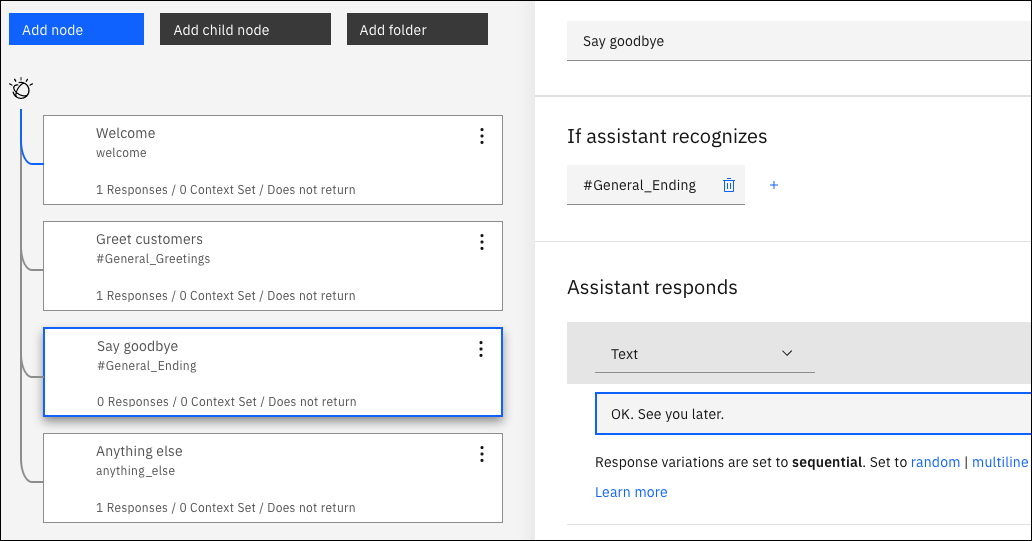 Add node
Add child node
Add folder
Welcome
welcome
1 Responses / 0 Context Set / Does not return
Greet customers
#General_Greetings
1 Responses / 0 Context Set / Does not return
Say goodbye
#General_Ending
0 Responses / 0 Context Set / Does not return
Anything else
anything_else
1 Responses / 0 Context Set / Does not return
Say goodbye
If assistant recognizes
#General_Ending
+
Assistant responds
Text
OK. See you later.
Response variations are set to sequential. Set to random | multiline
Learn more